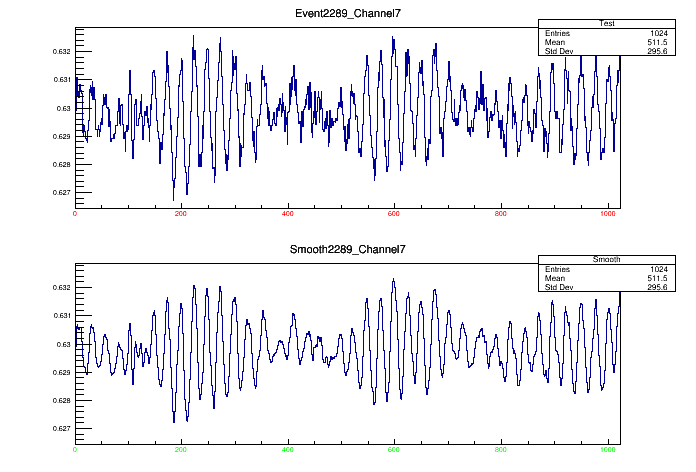 Event2289_Channel7
Test
Entries 1024
Mean 511.5
Std Dev 295.6
0.632
0.631
0.63
0.629
0.628
0.627
0 200 400 600 800 1000
Smooth2289_Channel7
Smooth
Entries 1024
Mean 511.5
Std Dev 295.6
0.632
0.631
0.63
0.629
0.628
0.627
0 200 400 600 800 1000